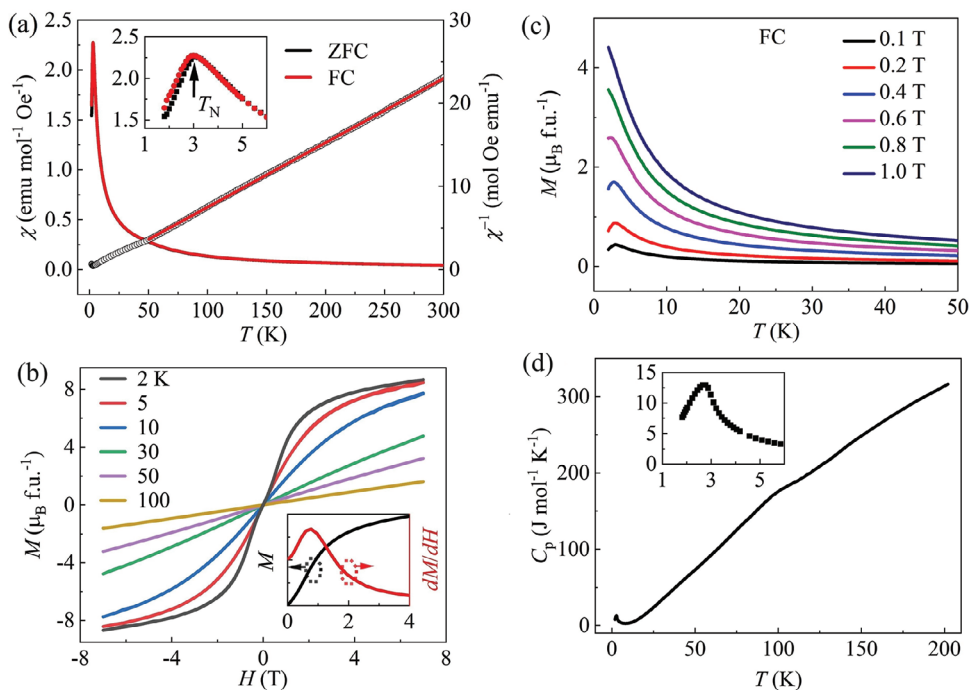 (a)
2.5
2.0
1.5
1.0
0.5
0.0
χ (emu mol⁻¹ Oe⁻¹)
30
20
10
0
χ⁻¹ (mol Oe emu⁻¹)
0 50 100 150 200 250 300
T (K)
ZFC
FC
2.5
2.0
1.5
1 3 5
T_N
(c)
FC
0.1 T
0.2 T
0.4 T
0.6 T
0.8 T
1.0 T
4
2
0
M (μ_B f.u.⁻¹)
0 10 20 30 40 50
T (K)
(b)
8
4
0
-4
-8
M (μ_B f.u.⁻¹)
2 K
5
10
30
50
100
M
dM/dH
0 2 4
-8 -4 0 4 8
H (T)
(d)
300
200
100
0
C_p (J mol⁻¹ K⁻¹)
15
10
5
0
1 3 5
0 50 100 150 200
T (K)